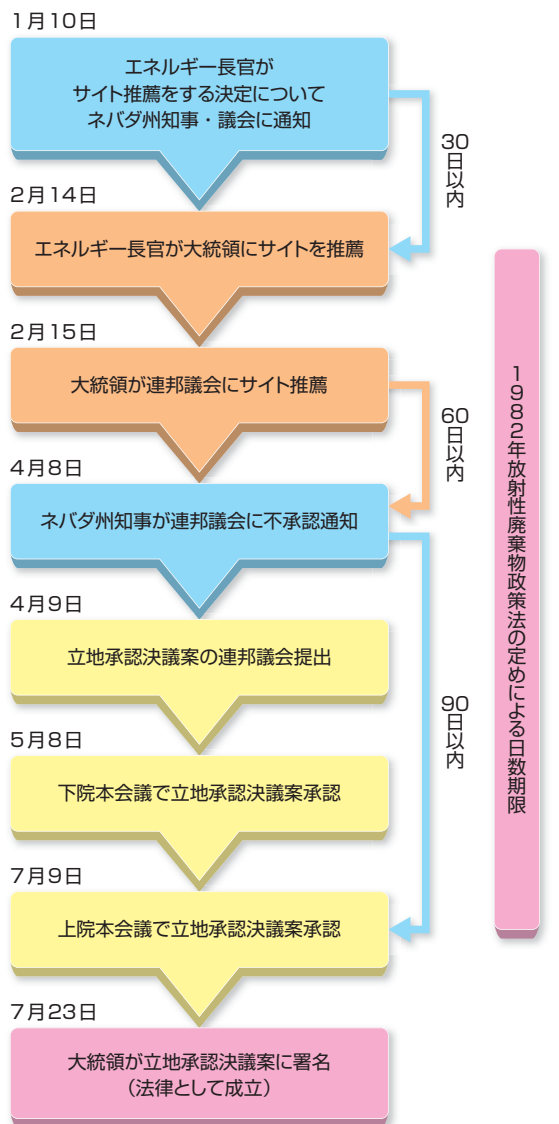 1月10日
エネルギー長官が
サイト推薦をする決定について
ネバダ州知事・議会に通知
30日以内
2月14日
エネルギー長官が大統領にサイトを推薦
2月15日
大統領が連邦議会にサイト推薦
60日以内
4月8日
ネバダ州知事が連邦議会に不承認通知
4月9日
立地承認決議案の連邦議会提出
90日以内
5月8日
下院本会議で立地承認決議案承認
7月9日
上院本会議で立地承認決議案承認
7月23日
大統領が立地承認決議案に署名
(法律として成立)
1982年放射性廃棄物政策法の定めによる日数期限